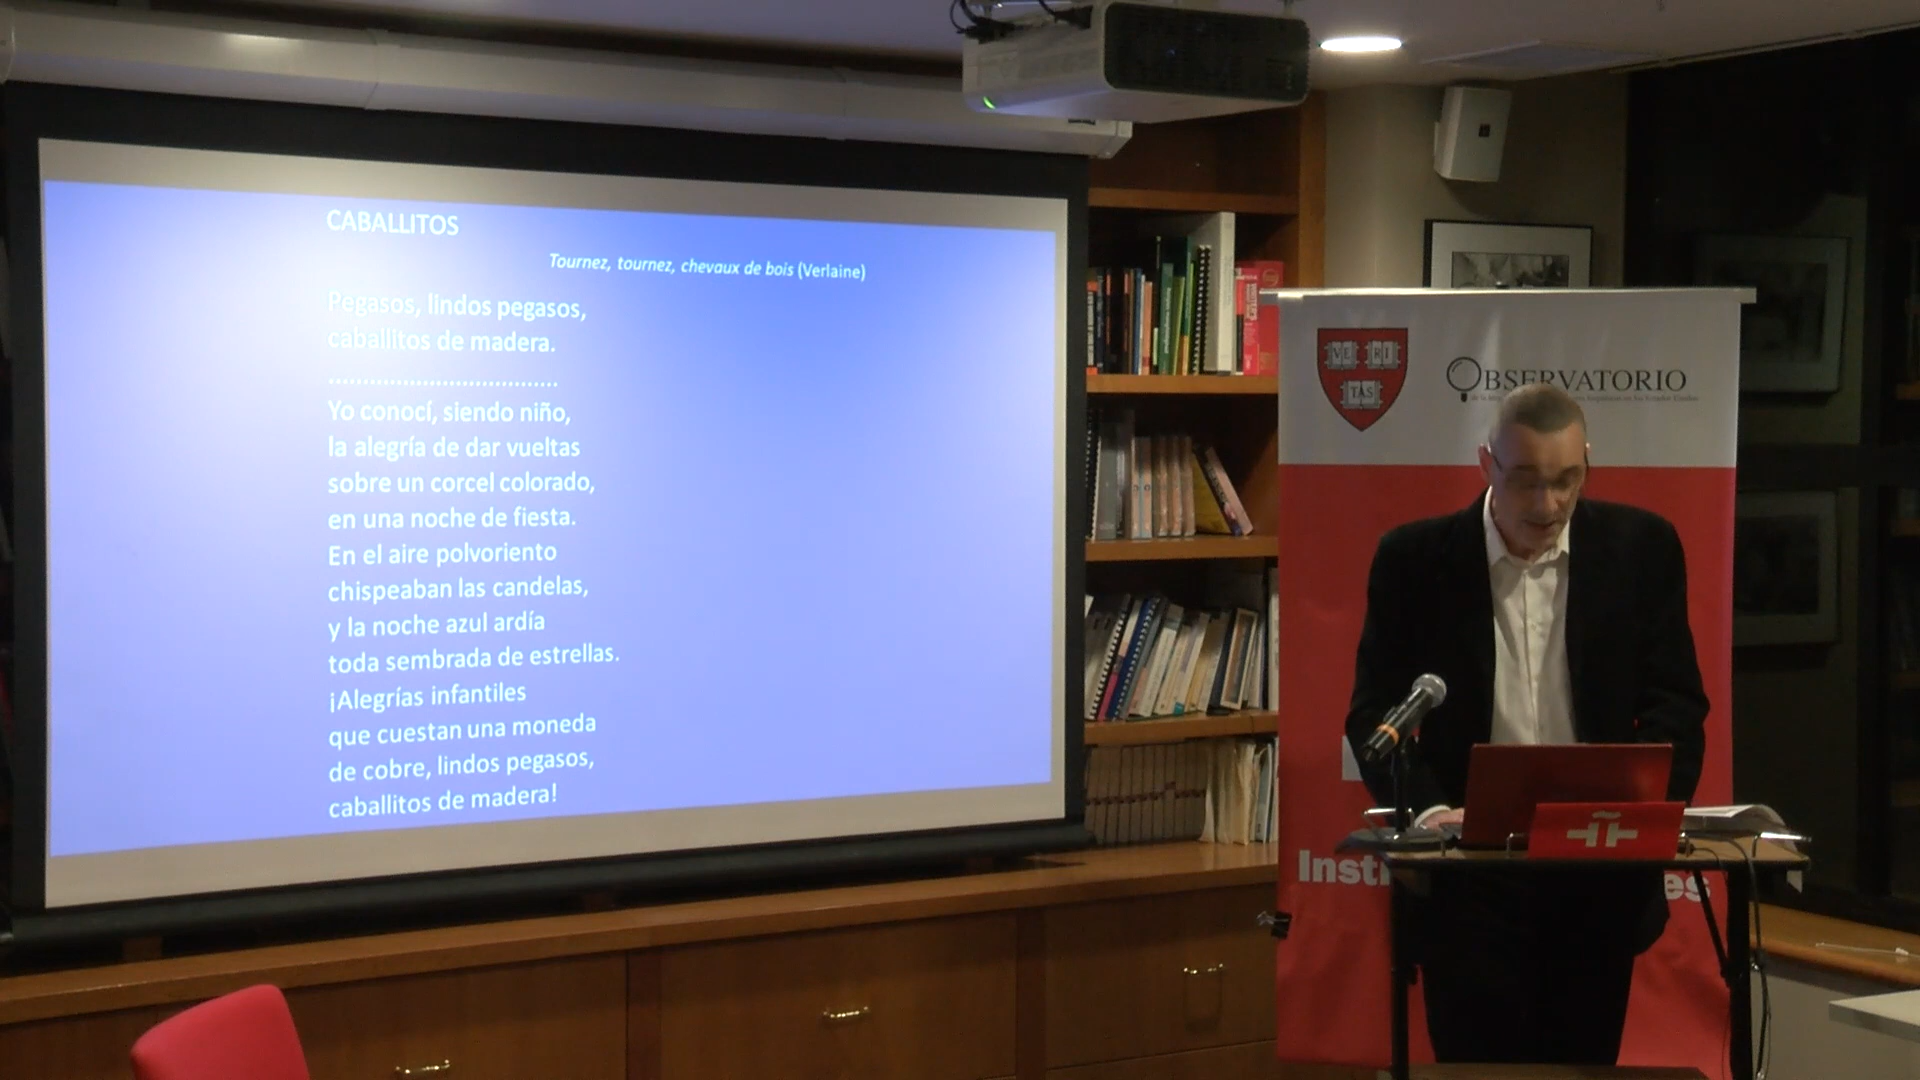 CABALLITOS
Tournez, tournez, chevaux de bois (Verlaine)
Pegasos, lindos pegasos,
caballitos de madera.
..................................
Yo conocí, siendo niño,
la alegría de dar vueltas
sobre un corcel colorado,
en una noche de fiesta.
En el aire polvoriento
chispeaban las candelas,
y la noche azul ardía
toda sembrada de estrellas.
¡Alegrías infantiles
que cuestan una moneda
de cobre, lindos pegasos,
caballitos de madera!
VE RI
TAS
OBSERVATORIO
Insti
es